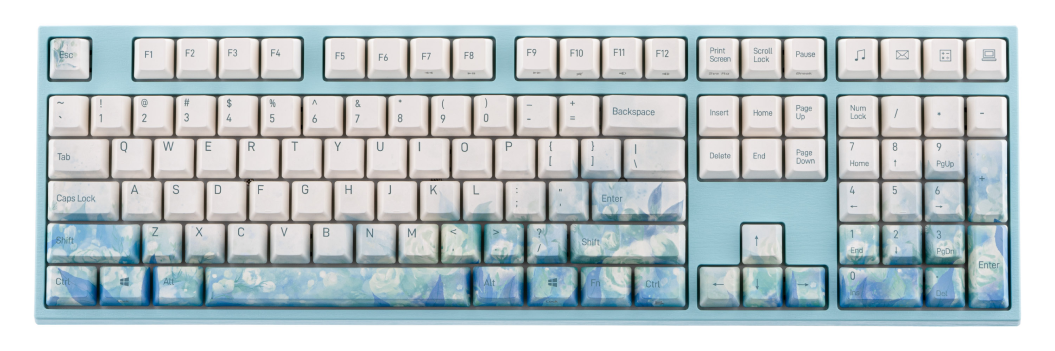 Esc F1 F2 F3 F4 F5 F6 F7 F8 F9 F10 F11 F12 Print Screen Scroll Lock Pause
~ ` ! 1 @ 2 # 3 $ 4 % 5 ^ 6 & 7 * 8 ( 9 ) 0 _ - + = Backspace Insert Home Page Up Num Lock / * -
Tab Q W E R T Y U I O P { [ } ] | \ Delete End Page Down 7 Home 8 ↑ 9 PgUp +
Caps Lock A S D F G H J K L : ; " ' Enter 4 ← 5 6 →
Shift Z X C V B N M < , > . ? / Shift ↑ 1 End 2 ↓ 3 PgDn Enter
Ctrl Alt Alt Fn Ctrl ← ↓ → 0 Ins . Del